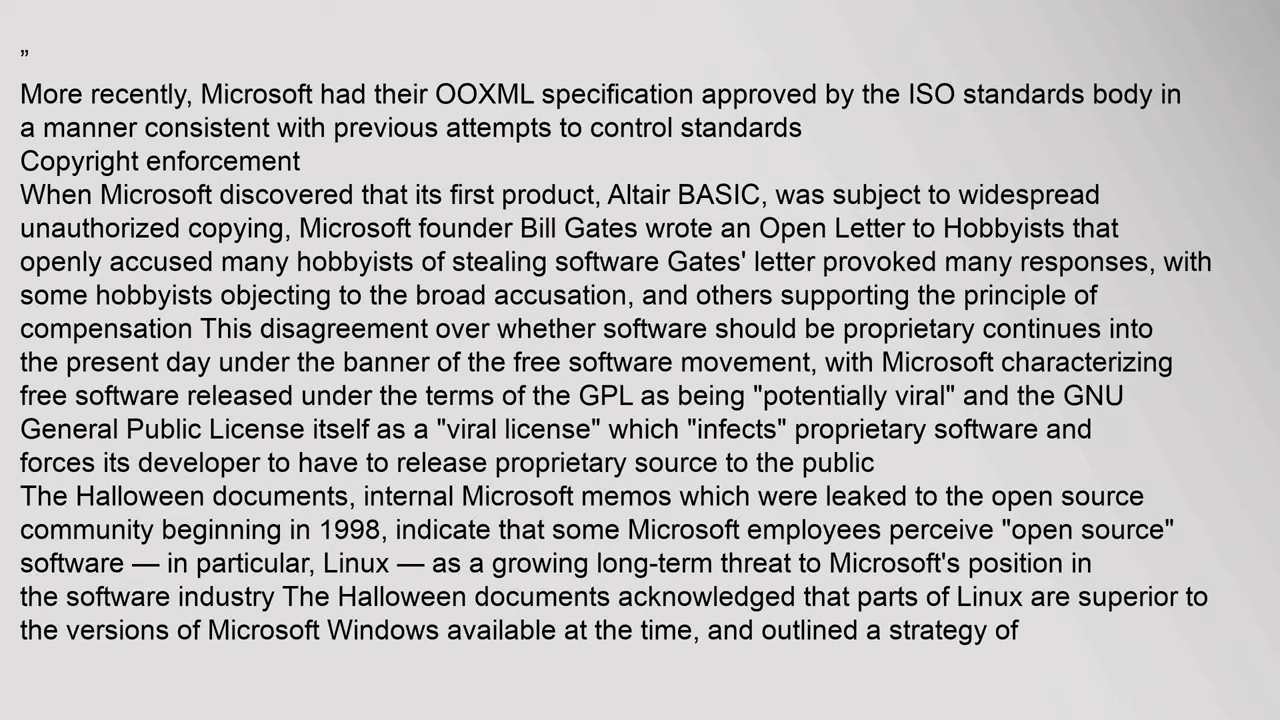 ”
More recently, Microsoft had their OOXML specification approved by the ISO standards body in
a manner consistent with previous attempts to control standards
Copyright enforcement
When Microsoft discovered that its first product, Altair BASIC, was subject to widespread
unauthorized copying, Microsoft founder Bill Gates wrote an Open Letter to Hobbyists that
openly accused many hobbyists of stealing software Gates' letter provoked many responses, with
some hobbyists objecting to the broad accusation, and others supporting the principle of
compensation This disagreement over whether software should be proprietary continues into
the present day under the banner of the free software movement, with Microsoft characterizing
free software released under the terms of the GPL as being "potentially viral" and the GNU
General Public License itself as a "viral license" which "infects" proprietary software and
forces its developer to have to release proprietary source to the public
The Halloween documents, internal Microsoft memos which were leaked to the open source
community beginning in 1998, indicate that some Microsoft employees perceive "open source"
software — in particular, Linux — as a growing long-term threat to Microsoft's position in
the software industry The Halloween documents acknowledged that parts of Linux are superior to
the versions of Microsoft Windows available at the time, and outlined a strategy of